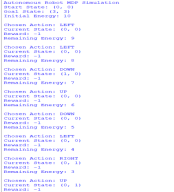 Autonomous Robot MDP Simulation
Start State: (0, 0)
Goal State: (3, 3)
Initial Energy: 10
Chosen Action: LEFT
Current State: (0, 0)
Reward: -1
Remaining Energy: 9
Chosen Action: LEFT
Current State: (0, 0)
Reward: -1
Remaining Energy: 8
Chosen Action: DOWN
Current State: (1, 0)
Reward: -1
Remaining Energy: 7
Chosen Action: UP
Current State: (0, 0)
Reward: -1
Remaining Energy: 6
Chosen Action: DOWN
Current State: (0, 0)
Reward: -1
Remaining Energy: 5
Chosen Action: LEFT
Current State: (0, 0)
Reward: -1
Remaining Energy: 4
Chosen Action: RIGHT
Current State: (0, 1)
Reward: -1
Remaining Energy: 3
Chosen Action: UP
Current State: (0, 1)
Reward: -1